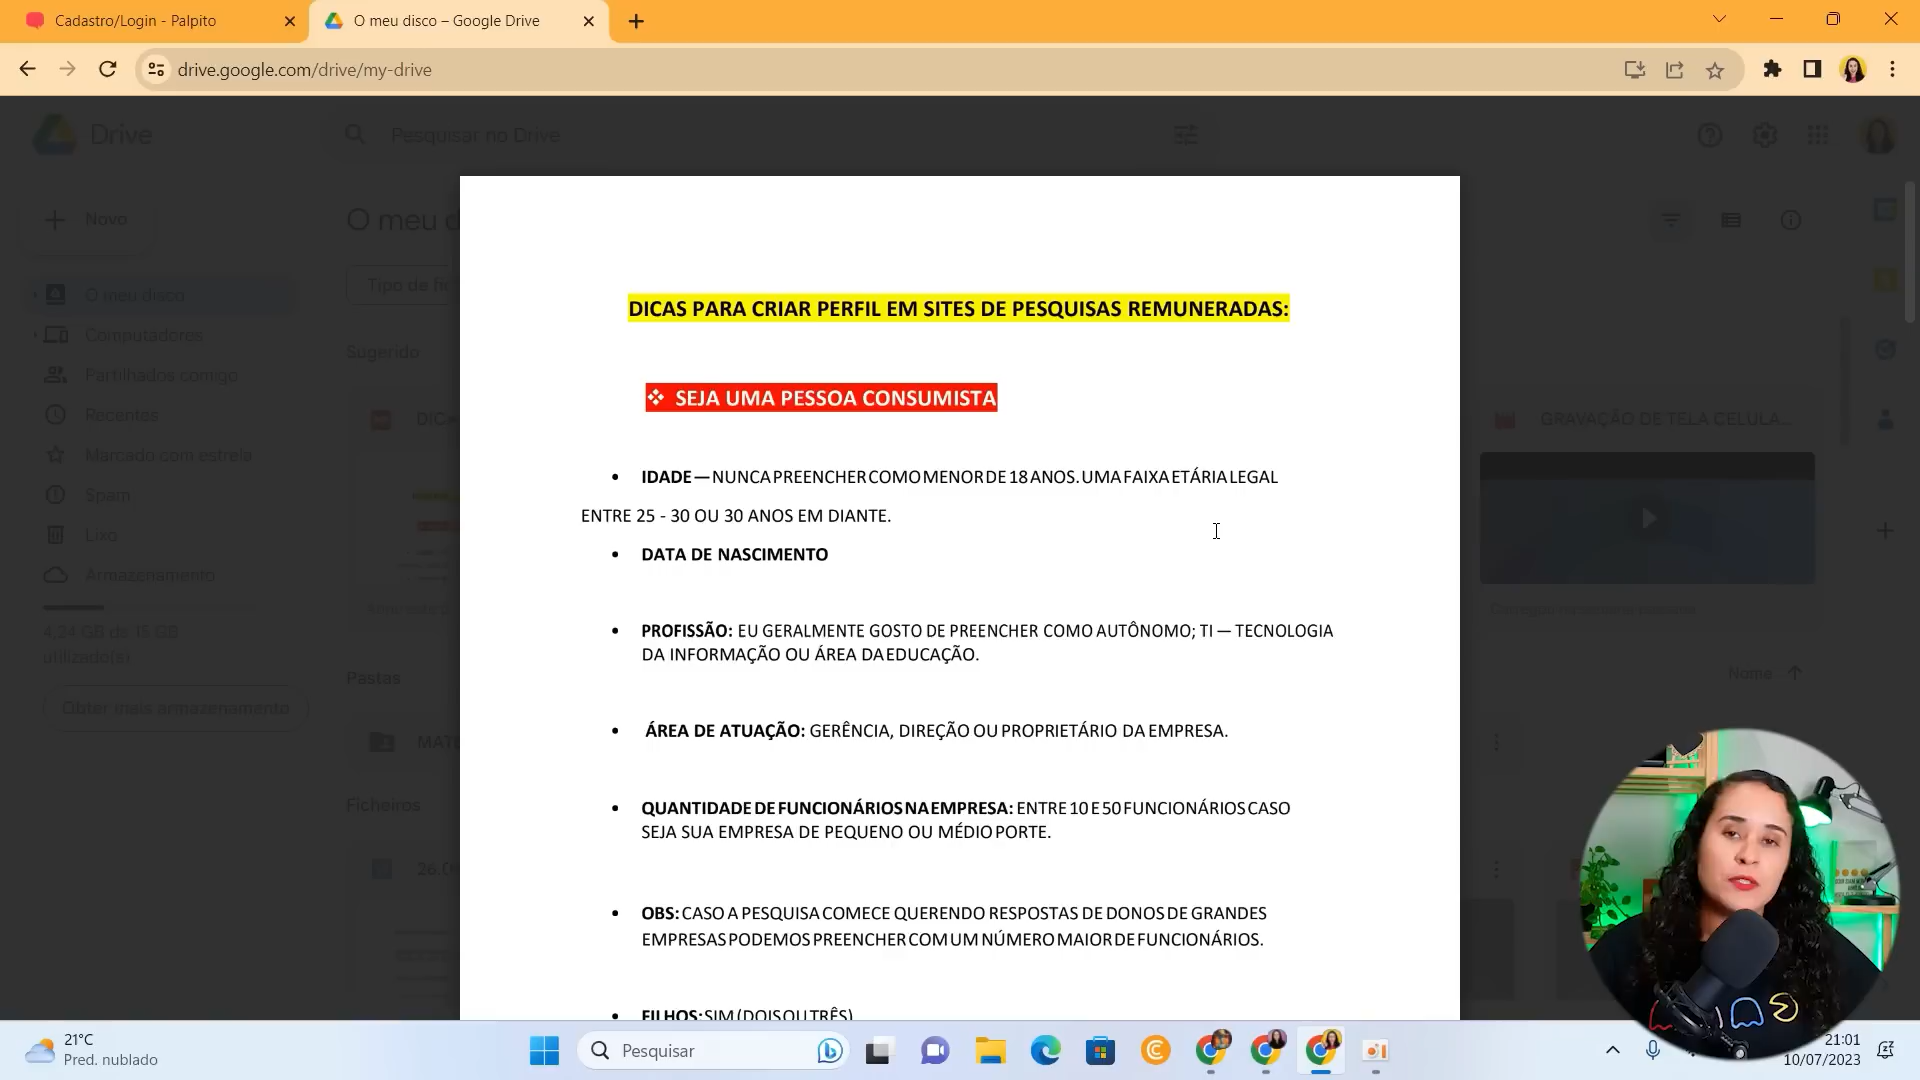 Cadastro/Login - Palpito
O meu disco – Google Drive
drive.google.com/drive/my-drive
Drive
Pesquisar no Drive
Novo
O meu d
Tipo de fi
O meu disco
Computadores
Sugerido
Partilhados comigo
Recentes
DIC
GRAVAÇÃO DE TELA CELULA...
Marcado com estrela
Spam
Lixo
Armazenamento
4,24 GB de 15 GB
utilizado(s)
Obter mais armazenamento
Pastas
Nome
MAT
Ficheiros
DICAS PARA CRIAR PERFIL EM SITES DE PESQUISAS REMUNERADAS:
❖ SEJA UMA PESSOA CONSUMISTA
• IDADE — NUNCA PREENCHER COMO MENOR DE 18 ANOS. UMA FAIXA ETÁRIA LEGAL
ENTRE 25 - 30 OU 30 ANOS EM DIANTE.
• DATA DE NASCIMENTO
• PROFISSÃO: EU GERALMENTE GOSTO DE PREENCHER COMO AUTÔNOMO; TI — TECNOLOGIA
DA INFORMAÇÃO OU ÁREA DA EDUCAÇÃO.
• ÁREA DE ATUAÇÃO: GERÊNCIA, DIREÇÃO OU PROPRIETÁRIO DA EMPRESA.
• QUANTIDADE DE FUNCIONÁRIOS NA EMPRESA: ENTRE 10 E 50 FUNCIONÁRIOS CASO
SEJA SUA EMPRESA DE PEQUENO OU MÉDIO PORTE.
• OBS: CASO A PESQUISA COMECE QUERENDO RESPOSTAS DE DONOS DE GRANDES
EMPRESAS PODEMOS PREENCHER COM UM NÚMERO MAIOR DE FUNCIONÁRIOS.
• FILHOS: SIM (DOIS OU TRÊS)
21°C
Pred. nublado
Pesquisar
21:01
10/07/2023